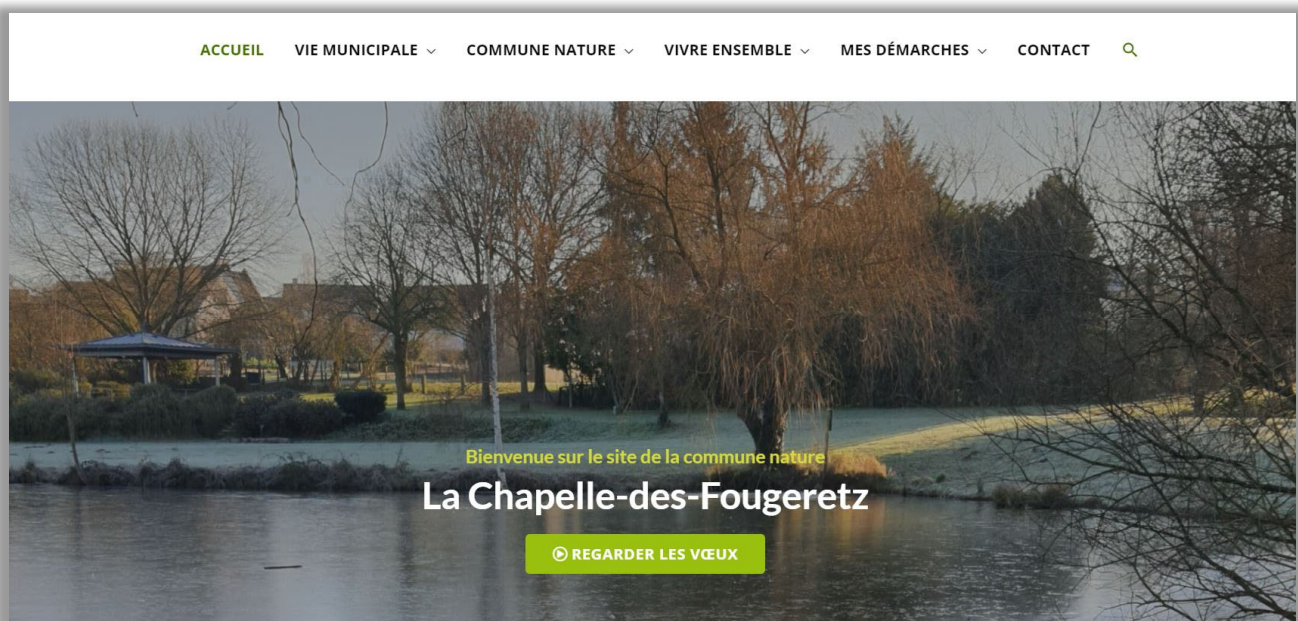 ACCUEIL VIE MUNICIPALE COMMUNE NATURE VIVRE ENSEMBLE MES DÉMARCHES CONTACT
Bienvenue sur le site de la commune nature
La Chapelle-des-Fougeretz
REGARDER LES VŒUX